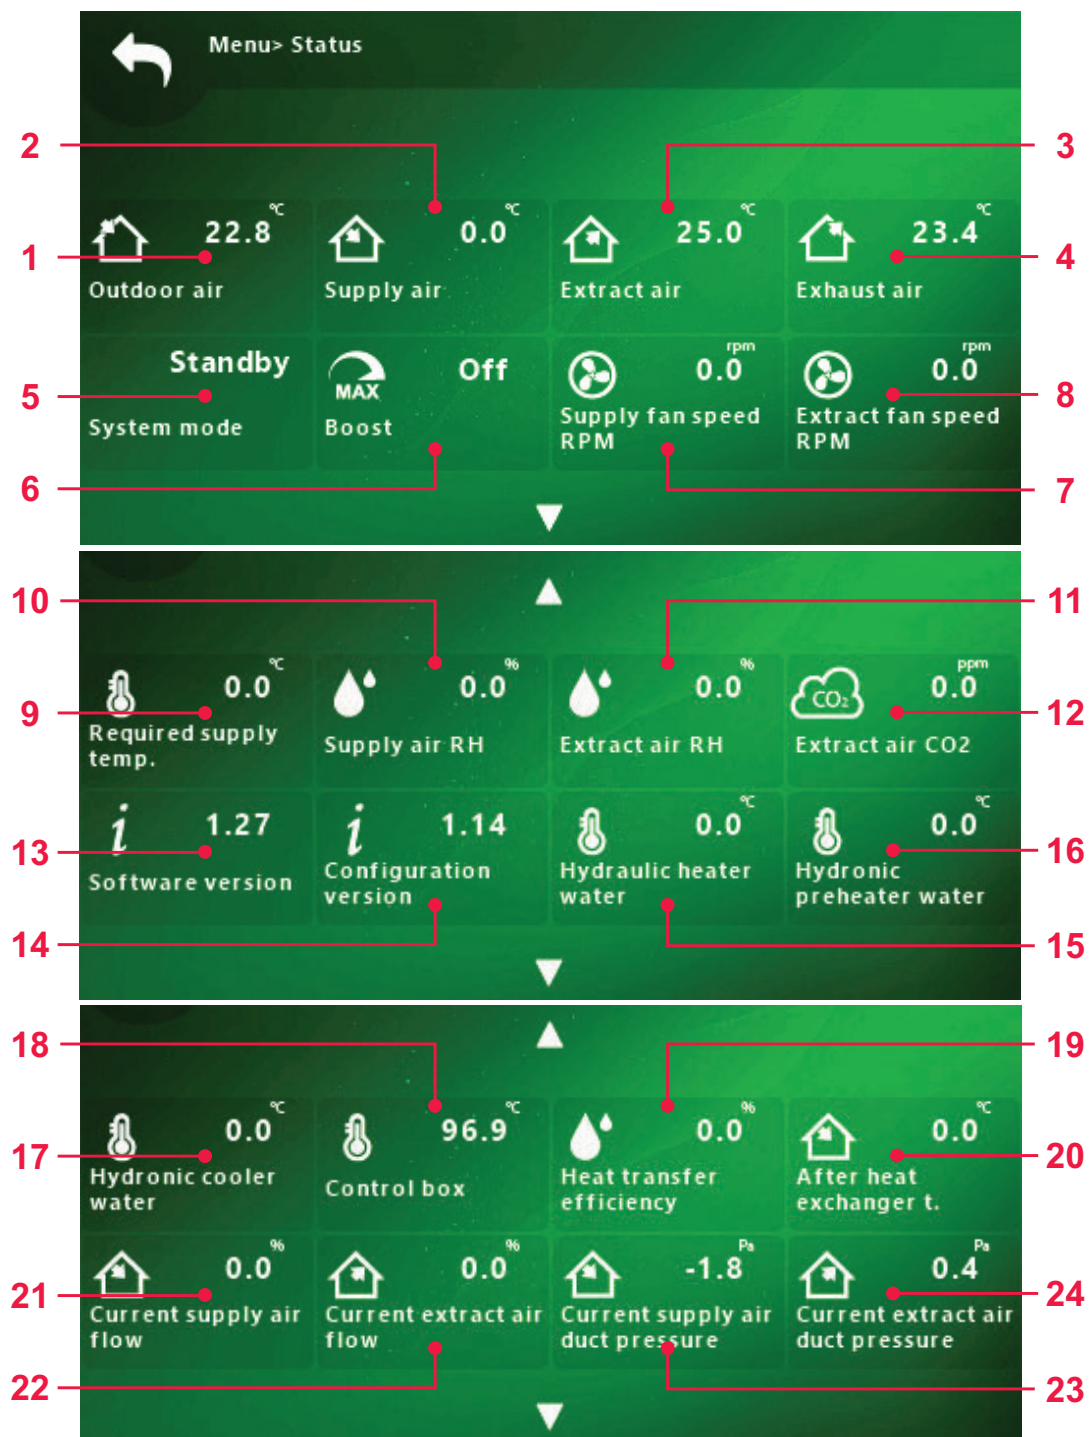 Menu> Status
2
3
°C
22.8
°C
0.0
°C
25.0
°C
23.4
1
4
Outdoor air
Supply air
Extract air
Exhaust air
Standby
MAX
Off
rpm
0.0
rpm
0.0
5
8
System mode
Boost
Supply fan speed
RPM
Extract fan speed
RPM
6
7
10
11
°C
0.0
%
0.0
%
0.0
ppm
0.0
CO2
9
12
Required supply
temp.
Supply air RH
Extract air RH
Extract air CO2
i
1.27
i
1.14
°C
0.0
°C
0.0
13
16
Software version
Configuration
version
Hydraulic heater
water
Hydronic
preheater water
14
15
18
19
°C
0.0
°C
96.9
%
0.0
°C
0.0
17
20
Hydronic cooler
water
Control box
Heat transfer
efficiency
After heat
exchanger t.
%
0.0
%
0.0
Pa
-1.8
Pa
0.4
21
24
Current supply air
flow
Current extract air
flow
Current supply air
duct pressure
Current extract air
duct pressure
22
23